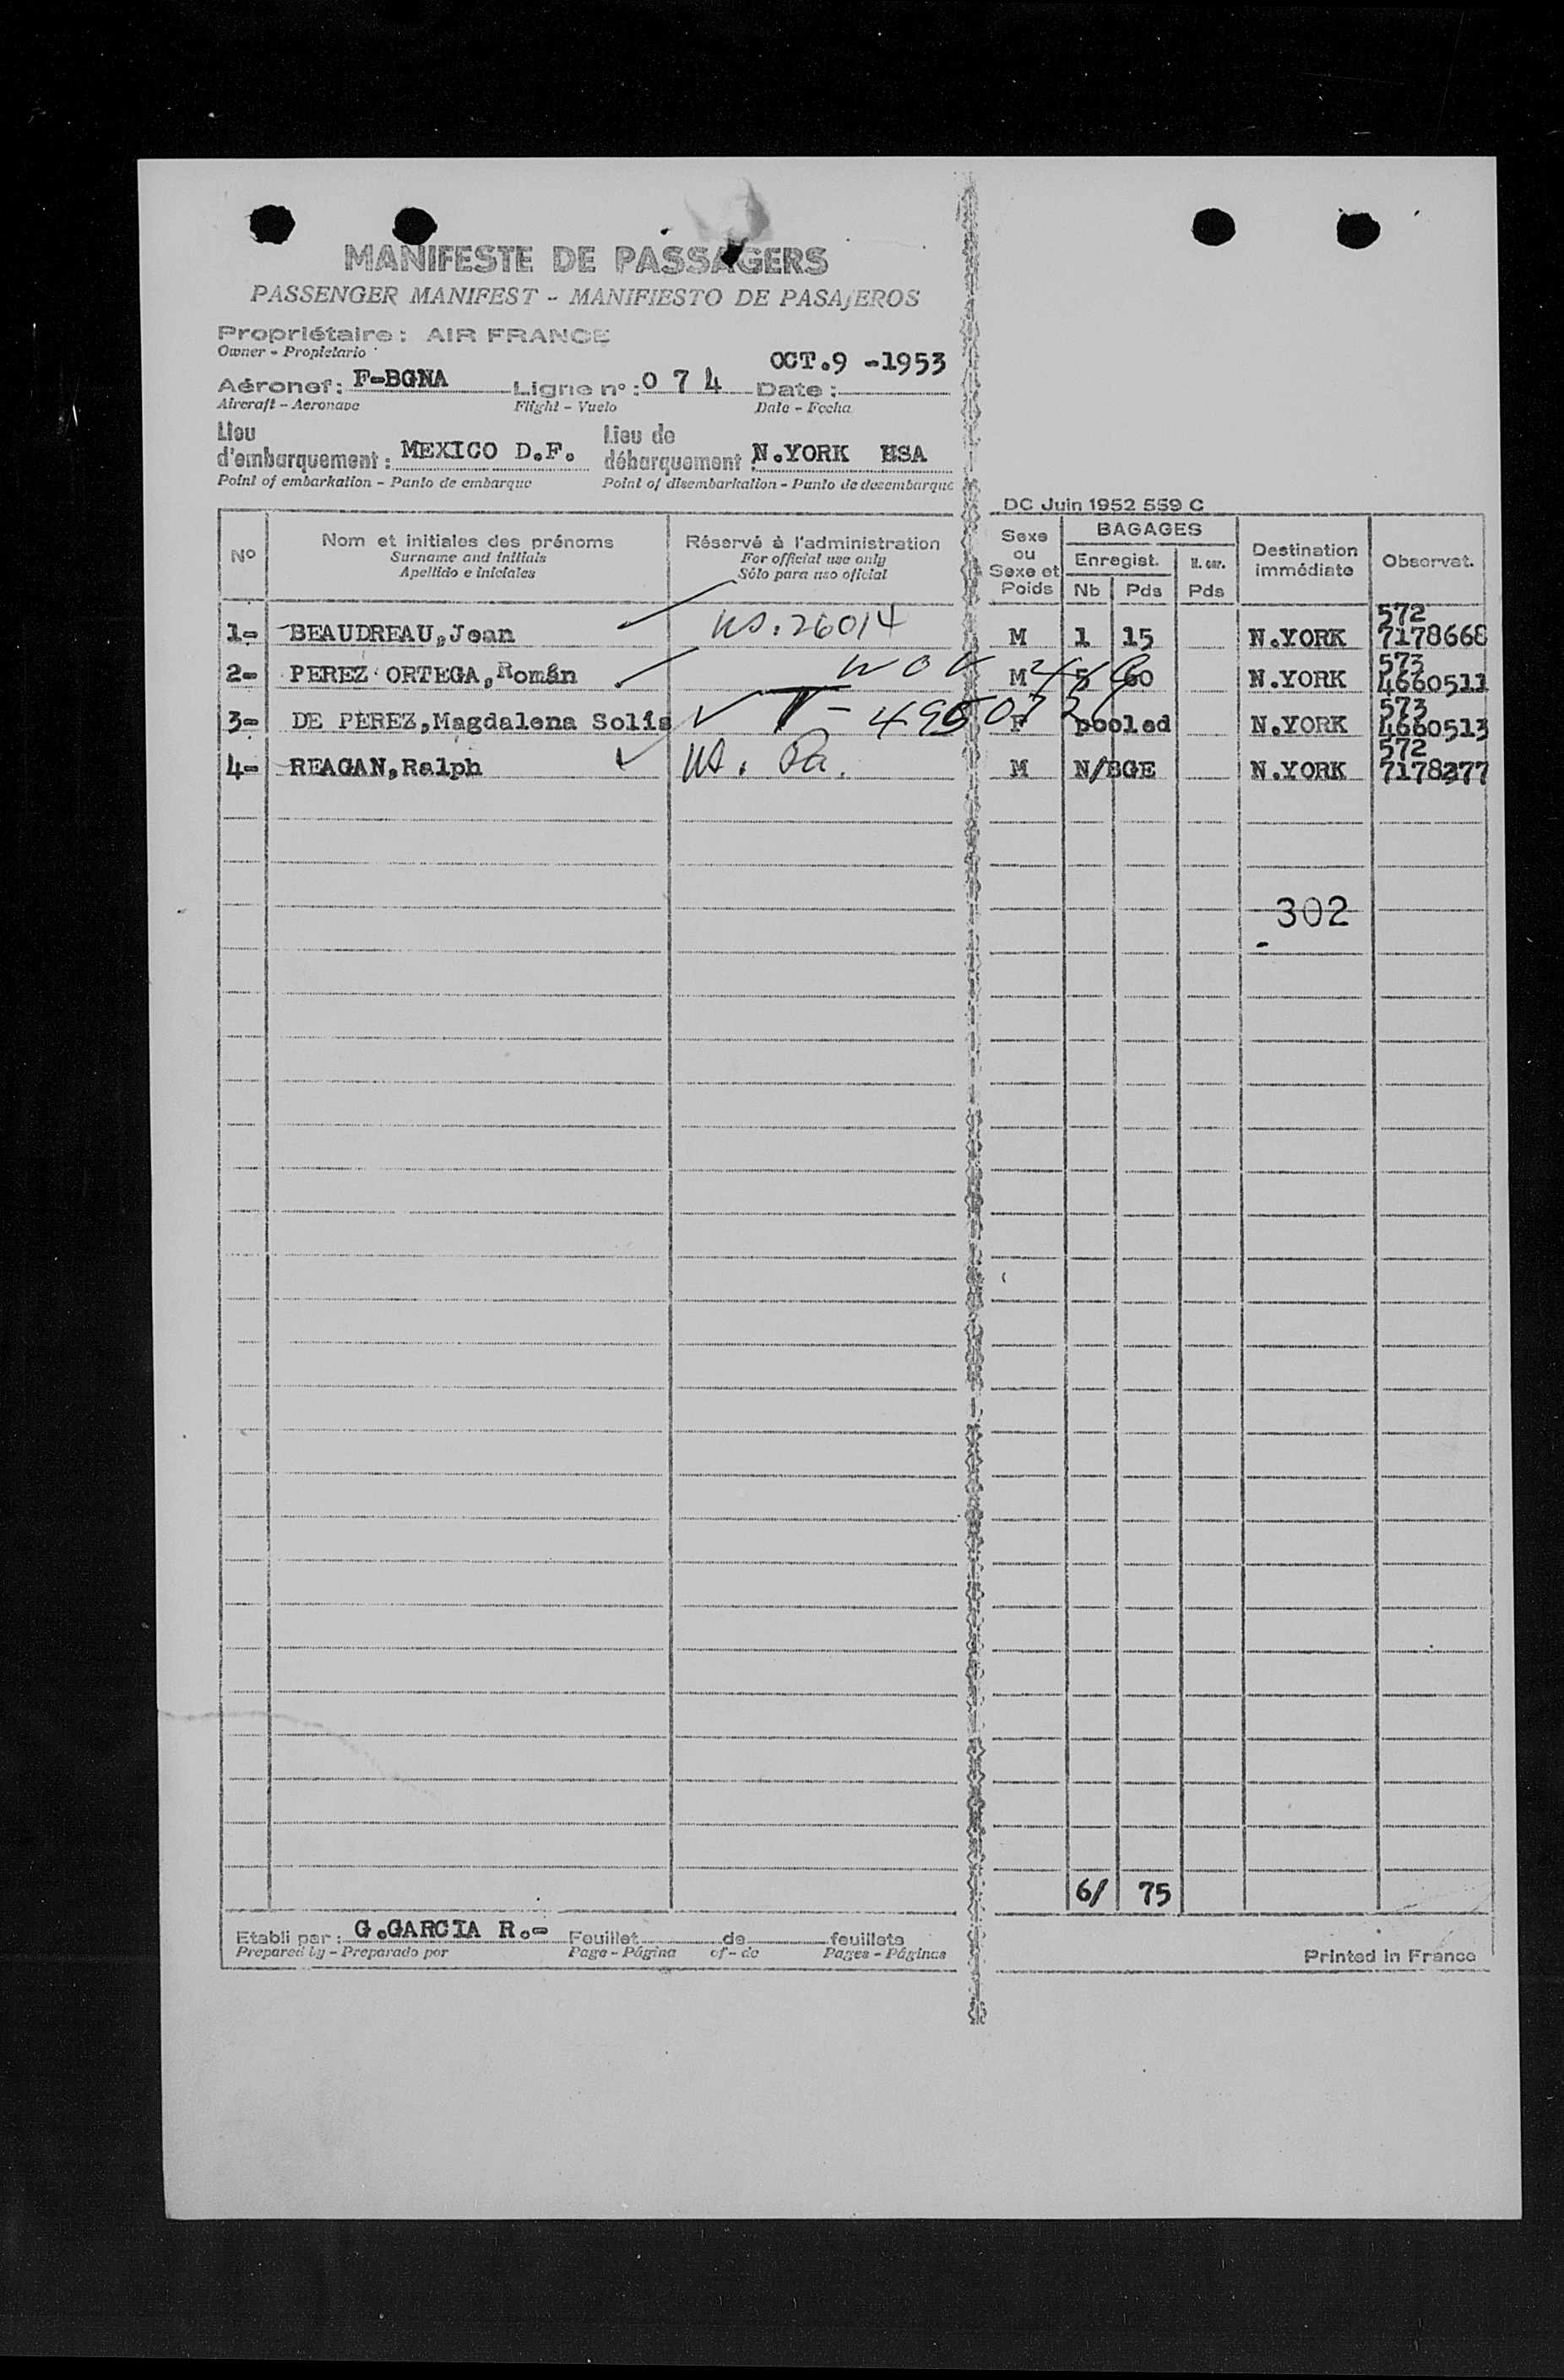 MANIFESTE DE PASSAGERS
PASSENGER MANIFEST - MANIFIESTO DE PASAJEROS
Propriétaire : AIR FRANCE
Owner - Propietario
OCT.9 -1953
Aéronef : F-BGNA Ligne n° : 0 7 4 Date :
Aircraft - Aeronave Flight - Vuelo Date - Fecha
Lieu d'embarquement : MEXICO D.F. Lieu de débarquement : N.YORK USA
Point of embarkation - Punto de embarque Point of disembarkation - Punto de desembarque
DC Juin 1952 559 C
N° Nom et initiales des prénoms Réservé à l'administration Sexe ou Sexe et Poids BAGAGES Destination immédiate Observat.
Surname and initials For official use only Enregist.
Apellido e iniciales Sólo para uso oficial Nb Pds Pds
572
1- BEAUDREAU,Jean us. 26014 M 1 15 N.YORK 7178668
573
2- PEREZ ORTEGA,Román M 5 60 N.YORK 4660511
573
3- DE PEREZ,Magdalena Solís F pooled N.YORK 4660513
572
4- REAGAN,Ralph us. M N/BGE N.YORK 7178377
302
6/ 75
Etabli par : G.GARCIA R.- Feuillet de feuillets
Prepared by - Preparado por Page - Página of - de Pages - Páginas
Printed in France